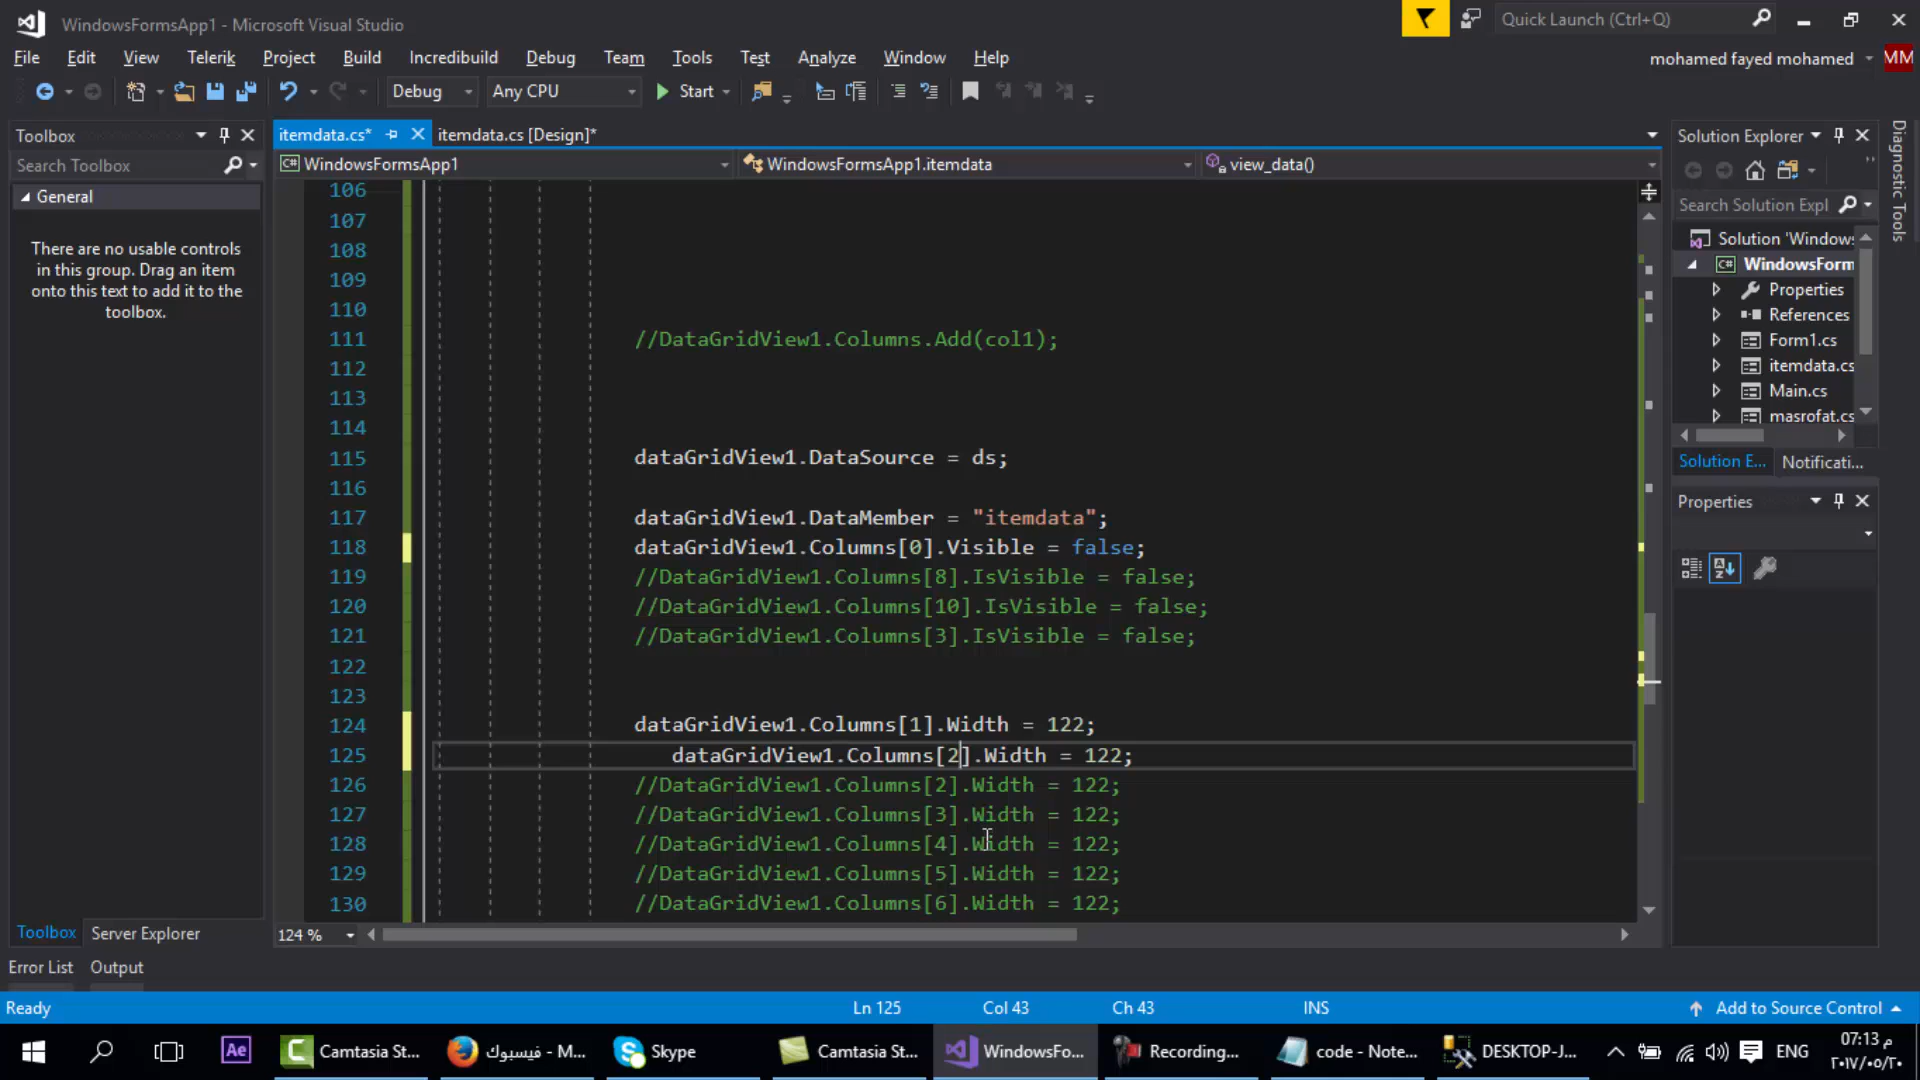 WindowsFormsApp1 - Microsoft Visual Studio
Quick Launch (Ctrl+Q)
File Edit View Telerik Project Build Incredibuild Debug Team Tools Test Analyze Window Help
mohamed fayed mohamed MM
Debug Any CPU Start
Toolbox
itemdata.cs* itemdata.cs [Design]*
Solution Explorer
Diagnostic Tools
Search Toolbox
WindowsFormsApp1 WindowsFormsApp1.itemdata view_data()
General
There are no usable controls
in this group. Drag an item
onto this text to add it to the
toolbox.
106
107
108
109
110
111 //DataGridView1.Columns.Add(col1);
112
113
114
115 dataGridView1.DataSource = ds;
116
117 dataGridView1.DataMember = "itemdata";
118 dataGridView1.Columns[0].Visible = false;
119 //DataGridView1.Columns[8].IsVisible = false;
120 //DataGridView1.Columns[10].IsVisible = false;
121 //DataGridView1.Columns[3].IsVisible = false;
122
123
124 dataGridView1.Columns[1].Width = 122;
125 dataGridView1.Columns[2].Width = 122;
126 //DataGridView1.Columns[2].Width = 122;
127 //DataGridView1.Columns[3].Width = 122;
128 //DataGridView1.Columns[4].Width = 122;
129 //DataGridView1.Columns[5].Width = 122;
130 //DataGridView1.Columns[6].Width = 122;
Search Solution Expl
Solution 'Windows
C# WindowsForm
Properties
References
Form1.cs
itemdata.cs
Main.cs
masrofat.cs
Solution E... Notificati...
Properties
Toolbox Server Explorer
124 %
Error List Output
Ready Ln 125 Col 43 Ch 43 INS Add to Source Control
Ae Camtasia St... فيسبوك - M... Skype Camtasia St... WindowsFo... Recording... code - Note... DESKTOP-J... ENG
07:13 م
٢٠١٧/٠٥/٢٠